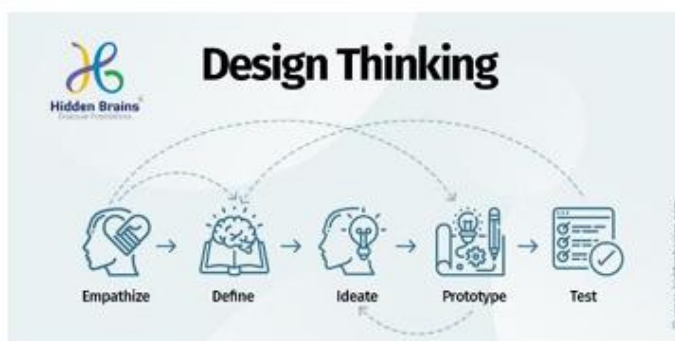 Design Thinking
Hidden Brains
Empathize
Define
Ideate
Prototype
Test